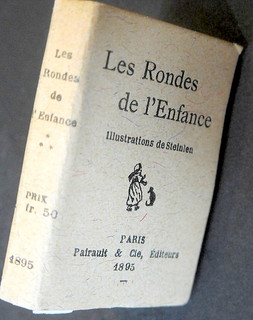 Les
Rondes
de
l'Enfance
PRIX
fr. 50
1895
Les Rondes
de l'Enfance
Illustrations de Steinlen
PARIS
Pairault & Cie, Éditeurs
1895